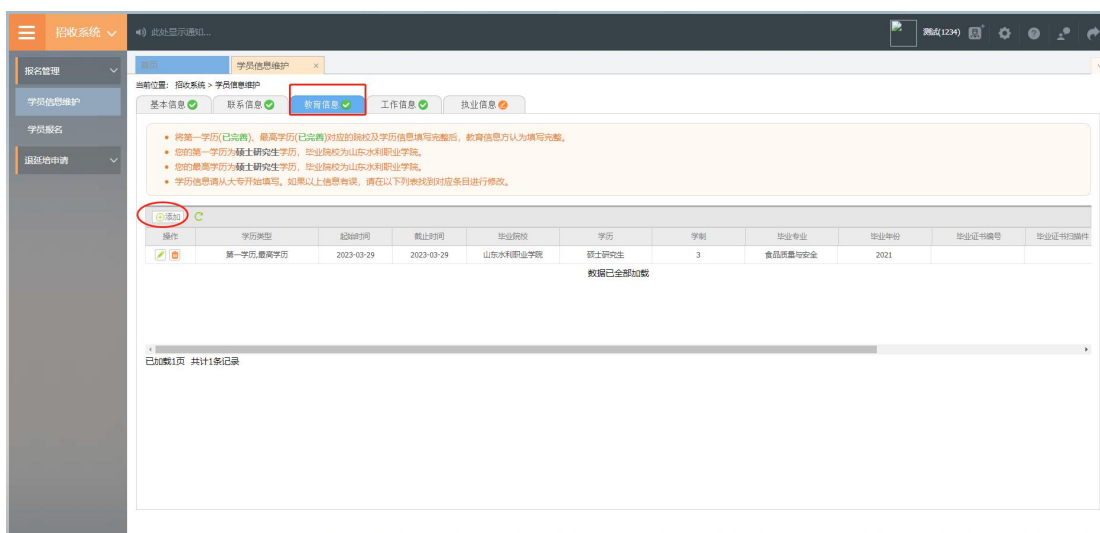 招收系统
此处显示通知...
测试(1234)
报名管理
学员信息维护
学员报名
退延培申请
首页
学员信息维护 ×
当前位置: 招收系统 > 学员信息维护
基本信息
联系信息
教育信息
工作信息
执业信息
将第一学历(已完善)、最高学历(已完善)对应的院校及学历信息填写完整后，教育信息方认为填写完整。
您的第一学历为硕士研究生学历，毕业院校为山东水利职业学院。
您的最高学历为硕士研究生学历，毕业院校为山东水利职业学院。
学历信息请从大专开始填写。如果以上信息有误，请在以下列表找到对应条目进行修改。
添加
操作 学历类型 起始时间 截止时间 毕业院校 学历 学制 毕业专业 毕业年份 毕业证书编号 毕业证书扫描件
第一学历,最高学历 2023-03-29 2023-03-29 山东水利职业学院 硕士研究生 3 食品质量与安全 2021
数据已全部加载
已加载1页 共计1条记录